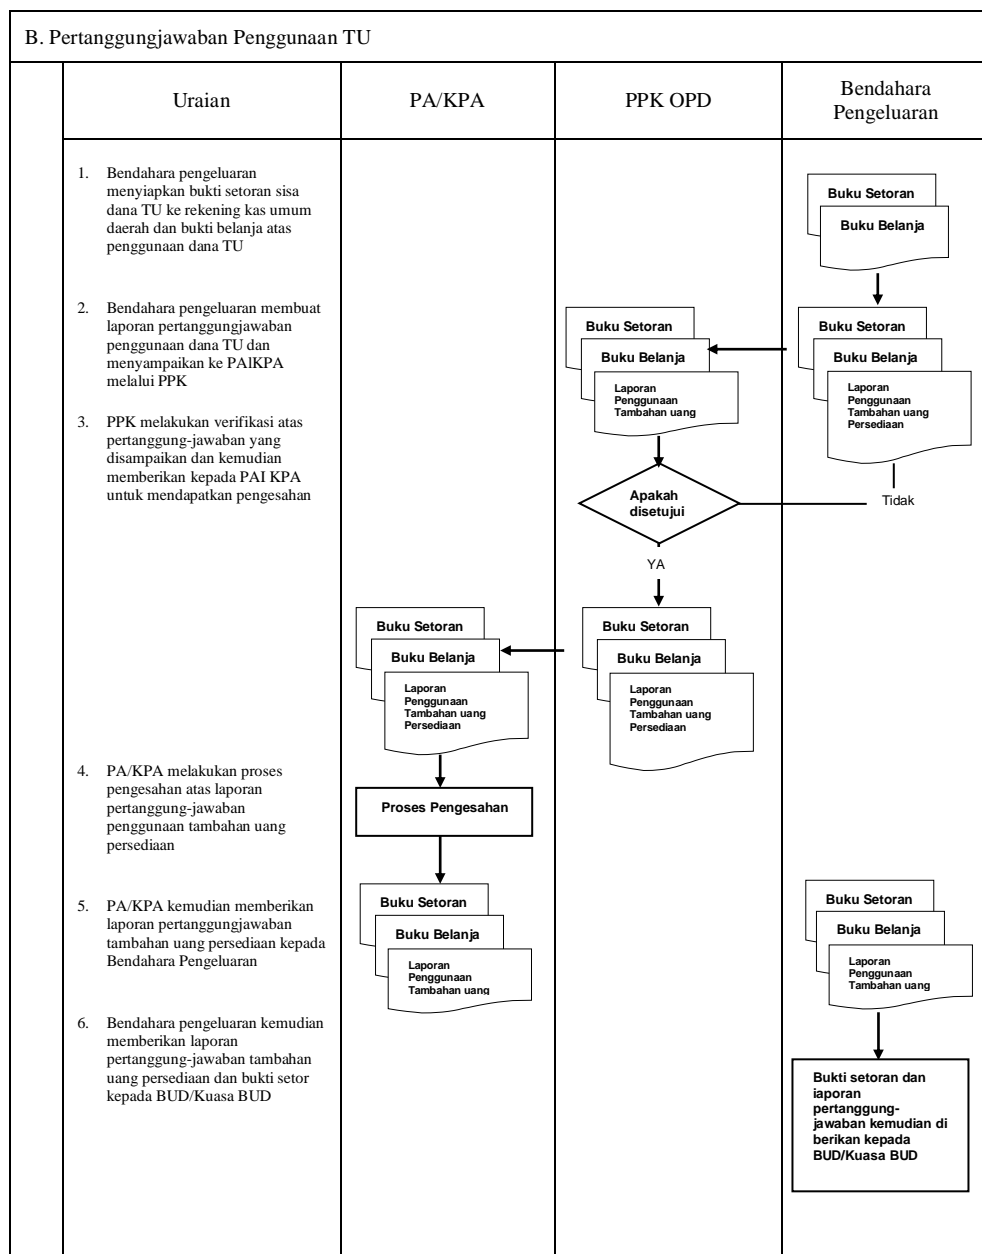 B. Pertanggungjawaban Penggunaan TU
Uraian
PA/KPA
PPK OPD
Bendahara
Pengeluaran
1. Bendahara pengeluaran
menyiapkan bukti setoran sisa
dana TU ke rekening kas umum
daerah dan bukti belanja atas
penggunaan dana TU
Buku Setoran
Buku Belanja
2. Bendahara pengeluaran membuat
laporan pertanggungjawaban
penggunaan dana TU dan
menyampaikan ke PAIKPA
melalui PPK
Buku Setoran
Buku Belanja
Laporan
Penggunaan
Tambahan uang
Buku Setoran
Buku Belanja
Laporan
Penggunaan
Tambahan uang
Persediaan
3. PPK melakukan verifikasi atas
pertanggung-jawaban yang
disampaikan dan kemudian
memberikan kepada PAI KPA
untuk mendapatkan pengesahan
Apakah
disetujui
Tidak
YA
Buku Setoran
Buku Belanja
Laporan
Penggunaan
Tambahan uang
Persediaan
Buku Setoran
Buku Belanja
Laporan
Penggunaan
Tambahan uang
Persediaan
4. PA/KPA melakukan proses
pengesahan atas laporan
pertanggung-jawaban
penggunaan tambahan uang
persediaan
Proses Pengesahan
5. PA/KPA kemudian memberikan
laporan pertanggungjawaban
tambahan uang persediaan kepada
Bendahara Pengeluaran
Buku Setoran
Buku Belanja
Laporan
Penggunaan
Tambahan uang
Buku Setoran
Buku Belanja
Laporan
Penggunaan
Tambahan uang
6. Bendahara pengeluaran kemudian
memberikan laporan
pertanggung-jawaban tambahan
uang persediaan dan bukti setor
kepada BUD/Kuasa BUD
Bukti setoran dan
iaporan
pertanggung-
jawaban kemudian di
berikan kepada
BUD/Kuasa BUD